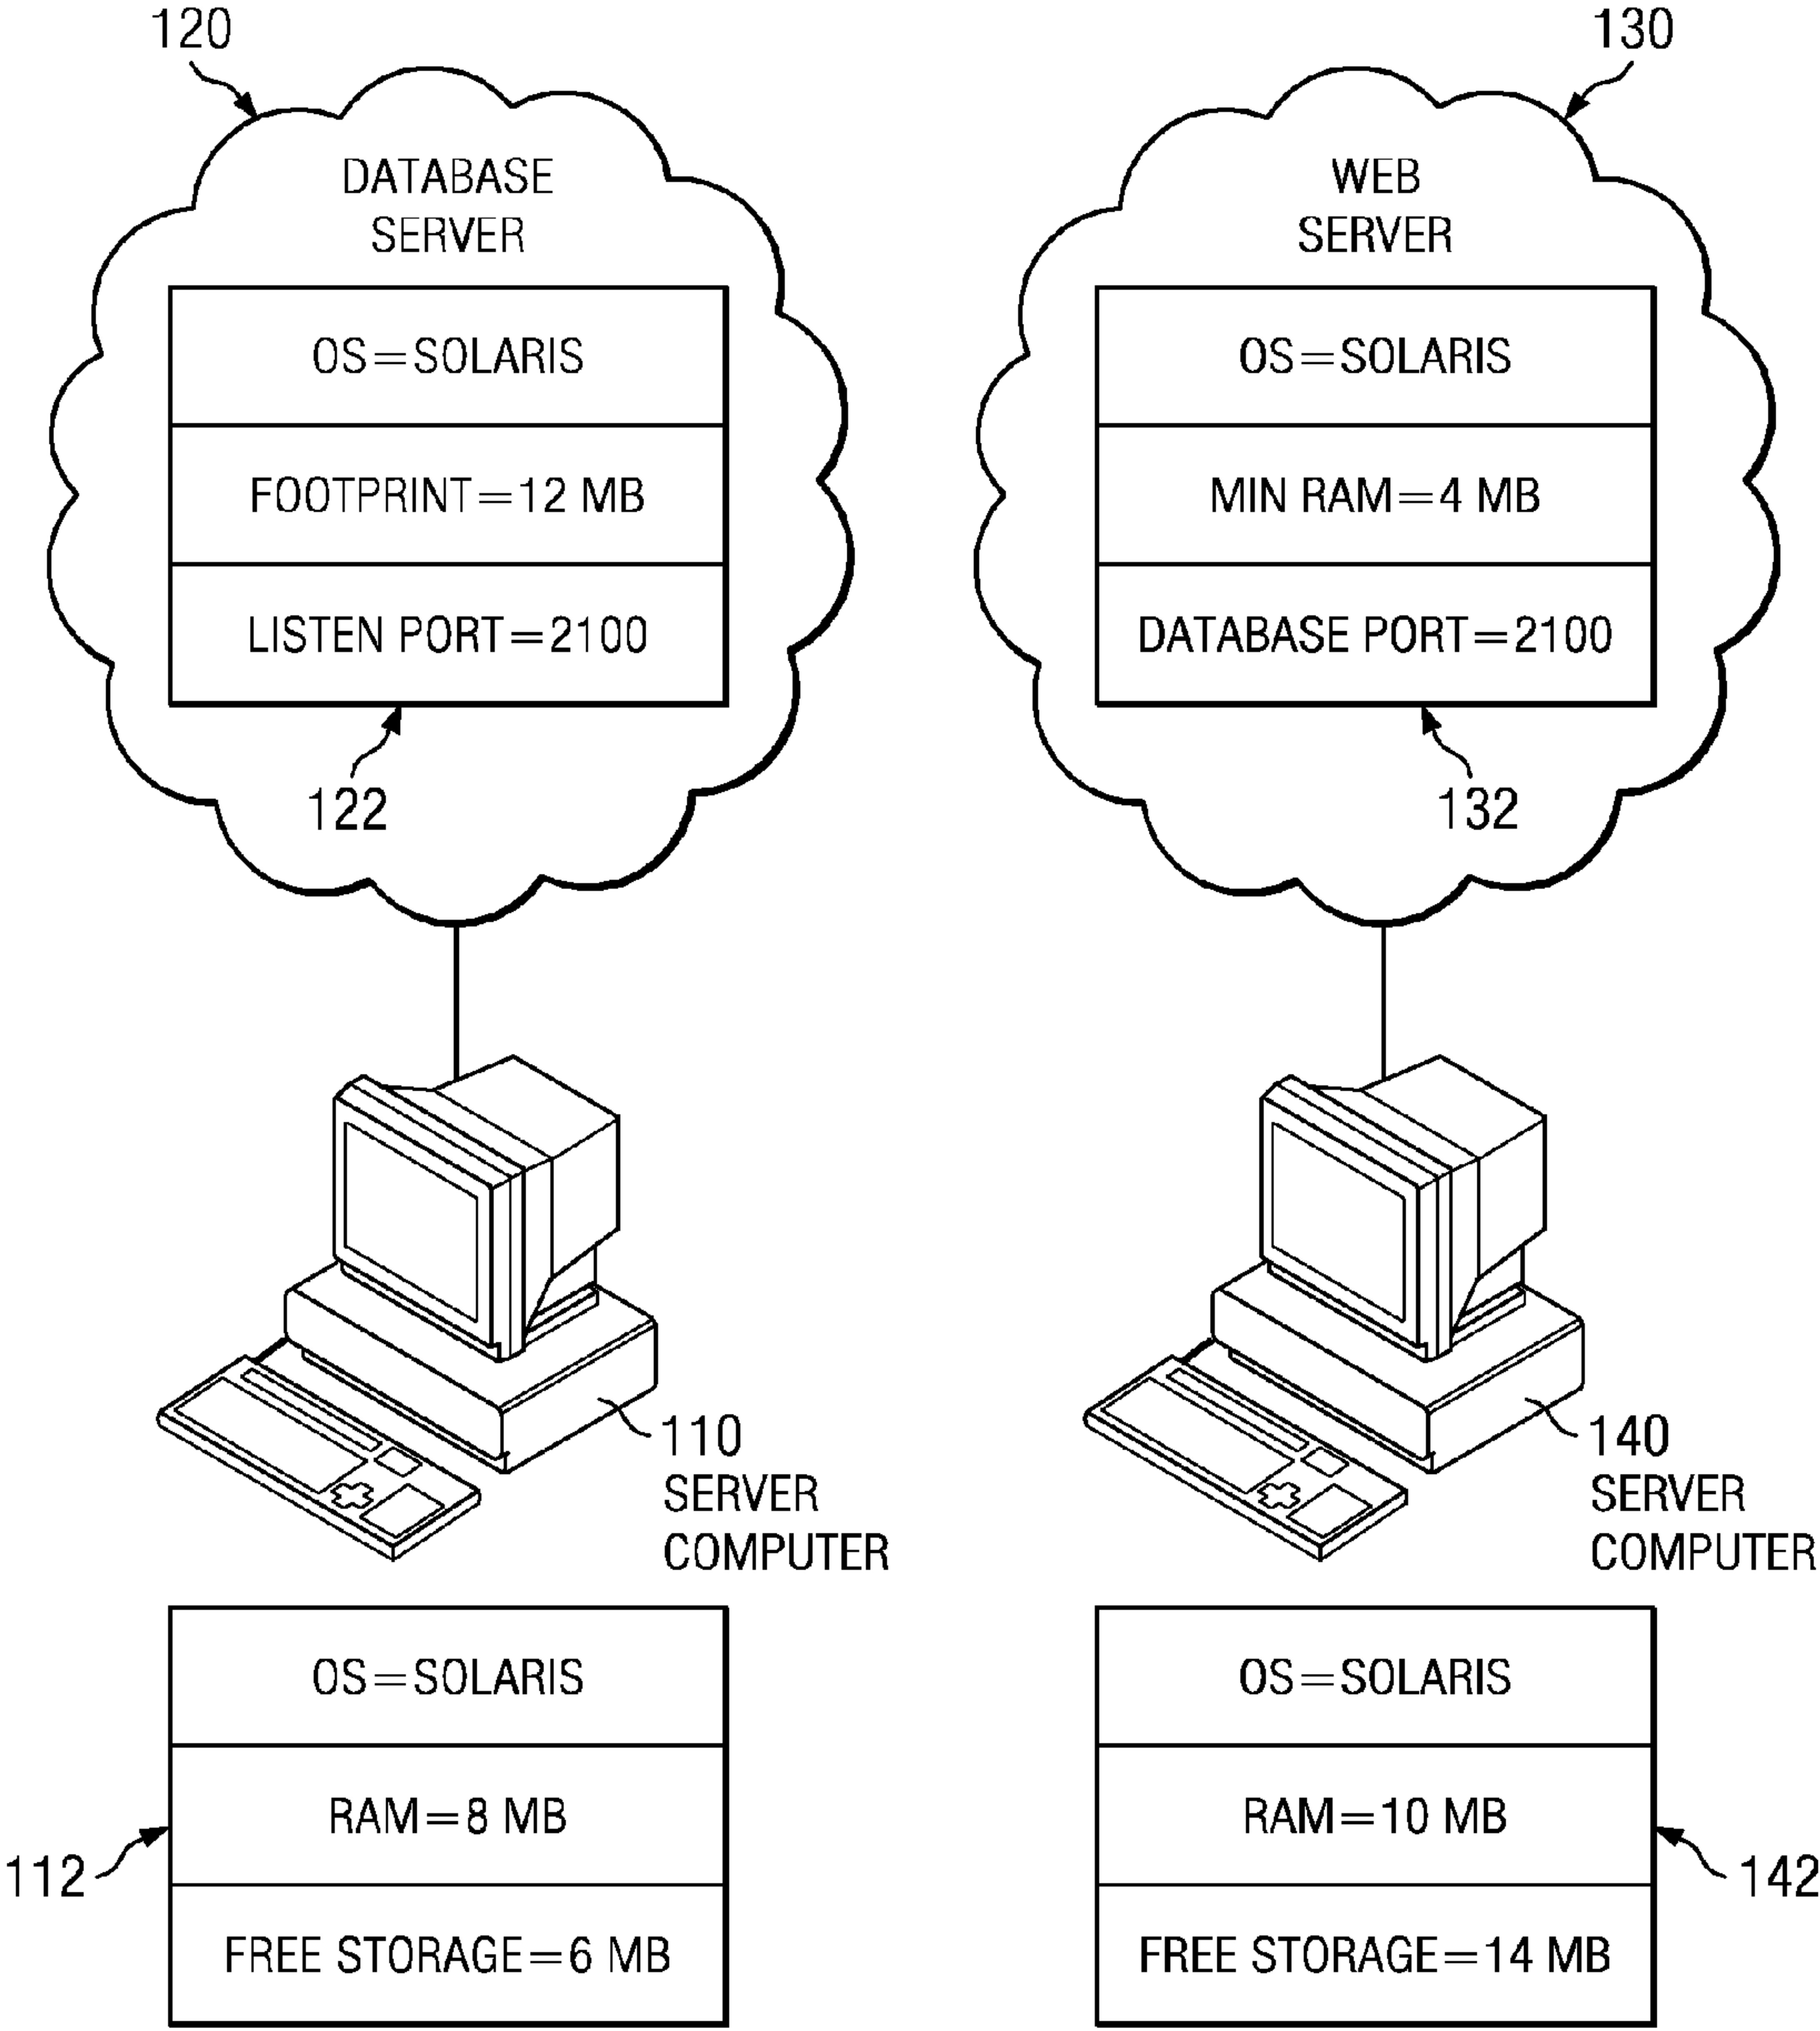 120
130
DATABASE
SERVER
WEB
SERVER
OS=SOLARIS
FOOTPRINT=12 MB
LISTEN PORT=2100
122
OS=SOLARIS
MIN RAM=4 MB
DATABASE PORT=2100
132
110
SERVER
COMPUTER
140
SERVER
COMPUTER
OS=SOLARIS
RAM=8 MB
FREE STORAGE=6 MB
112
OS=SOLARIS
RAM=10 MB
FREE STORAGE=14 MB
142